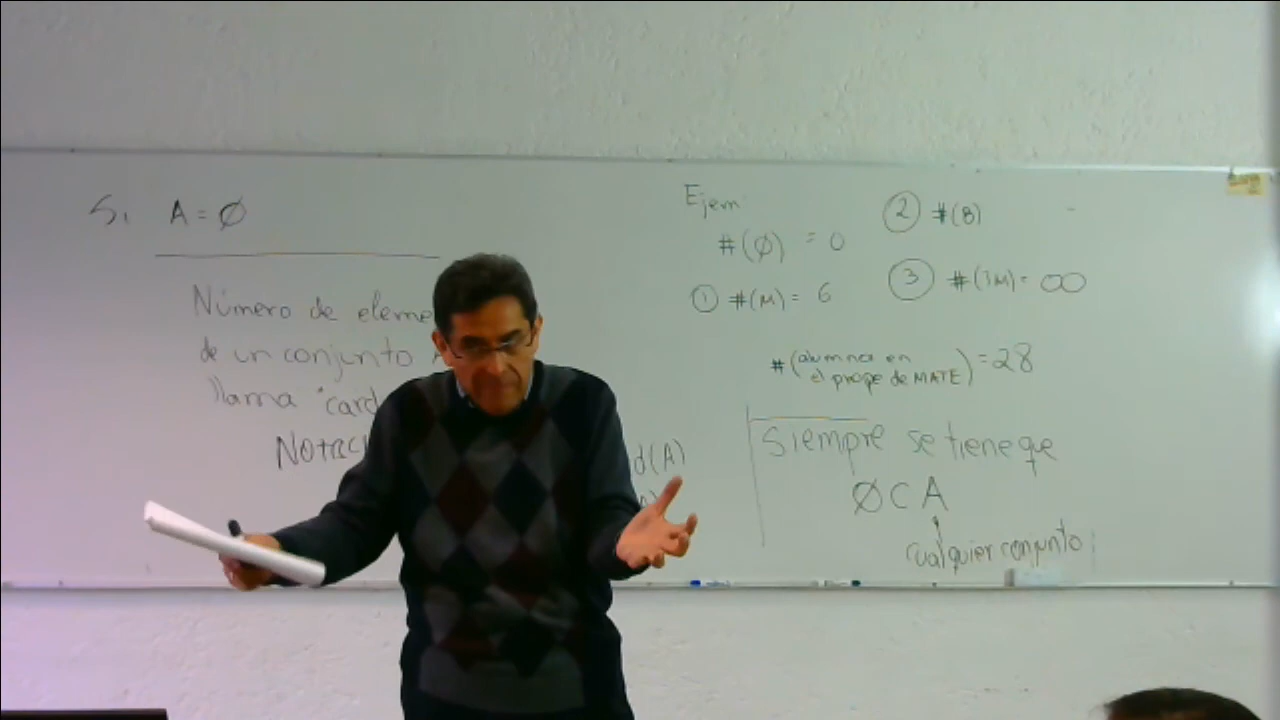 Si A = Ø
Número de eleme
de un conjunto
llama "card
NOTAC
d(A)
Ejem
#(Ø) = 0
① #(M) = 6
② #(B)
③ #(IM) = ∞
#(alumnos en
el prope de MATE) = 28
Siempre se tiene que
Ø ⊂ A
cualquier conjunto